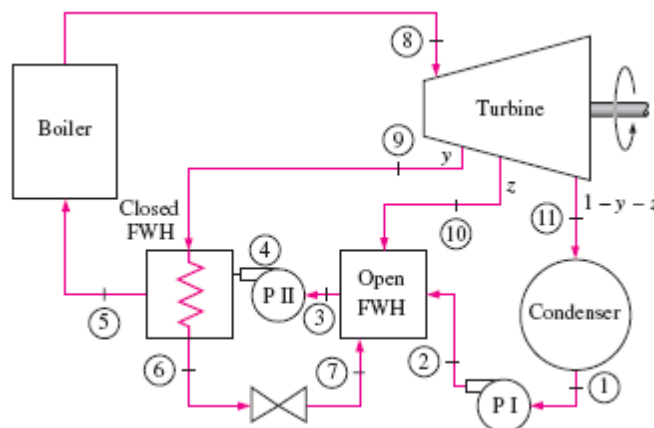 8
Boiler
Turbine
9
y
z
1 – y – z
Closed
FWH
10
11
4
Open
FWH
P II
3
Condenser
5
2
6
7
P I
1